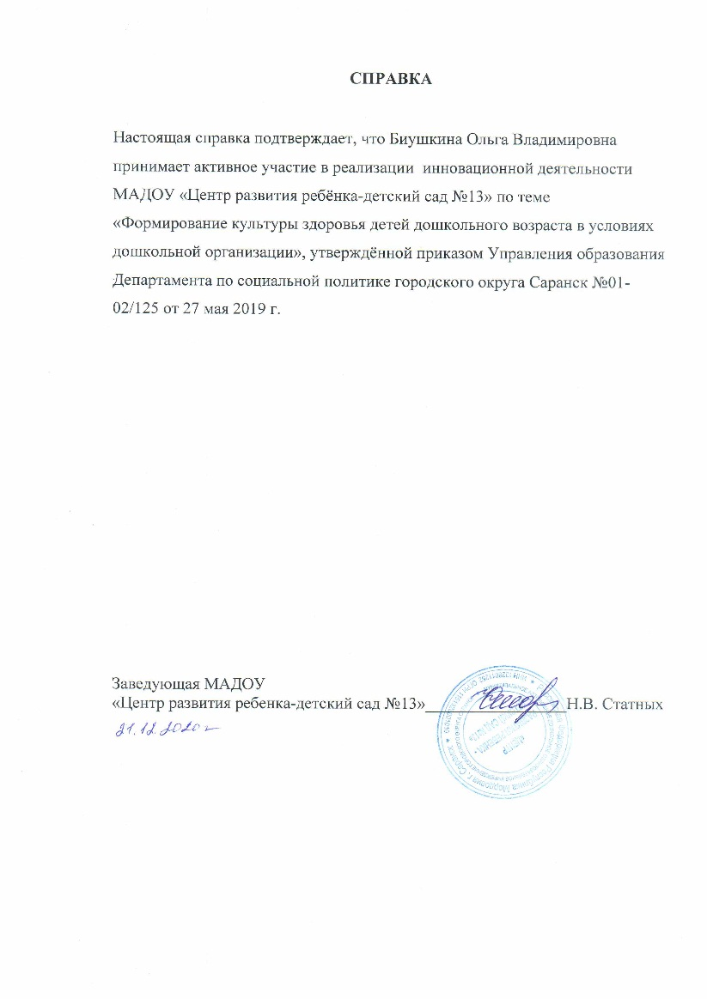 СПРАВКА
Настоящая справка подтверждает, что Биушкина Ольга Владимировна
принимает активное участие в реализации инновационной деятельности
МАДОУ «Центр развития ребёнка-детский сад №13» по теме
«Формирование культуры здоровья детей дошкольного возраста в условиях
дошкольной организации», утверждённой приказом Управления образования
Департамента по социальной политике городского округа Саранск №01-
02/125 от 27 мая 2019 г.
Заведующая МАДОУ
«Центр развития ребенка-детский сад №13»_________________Н.В. Статных
21.12.2020 г